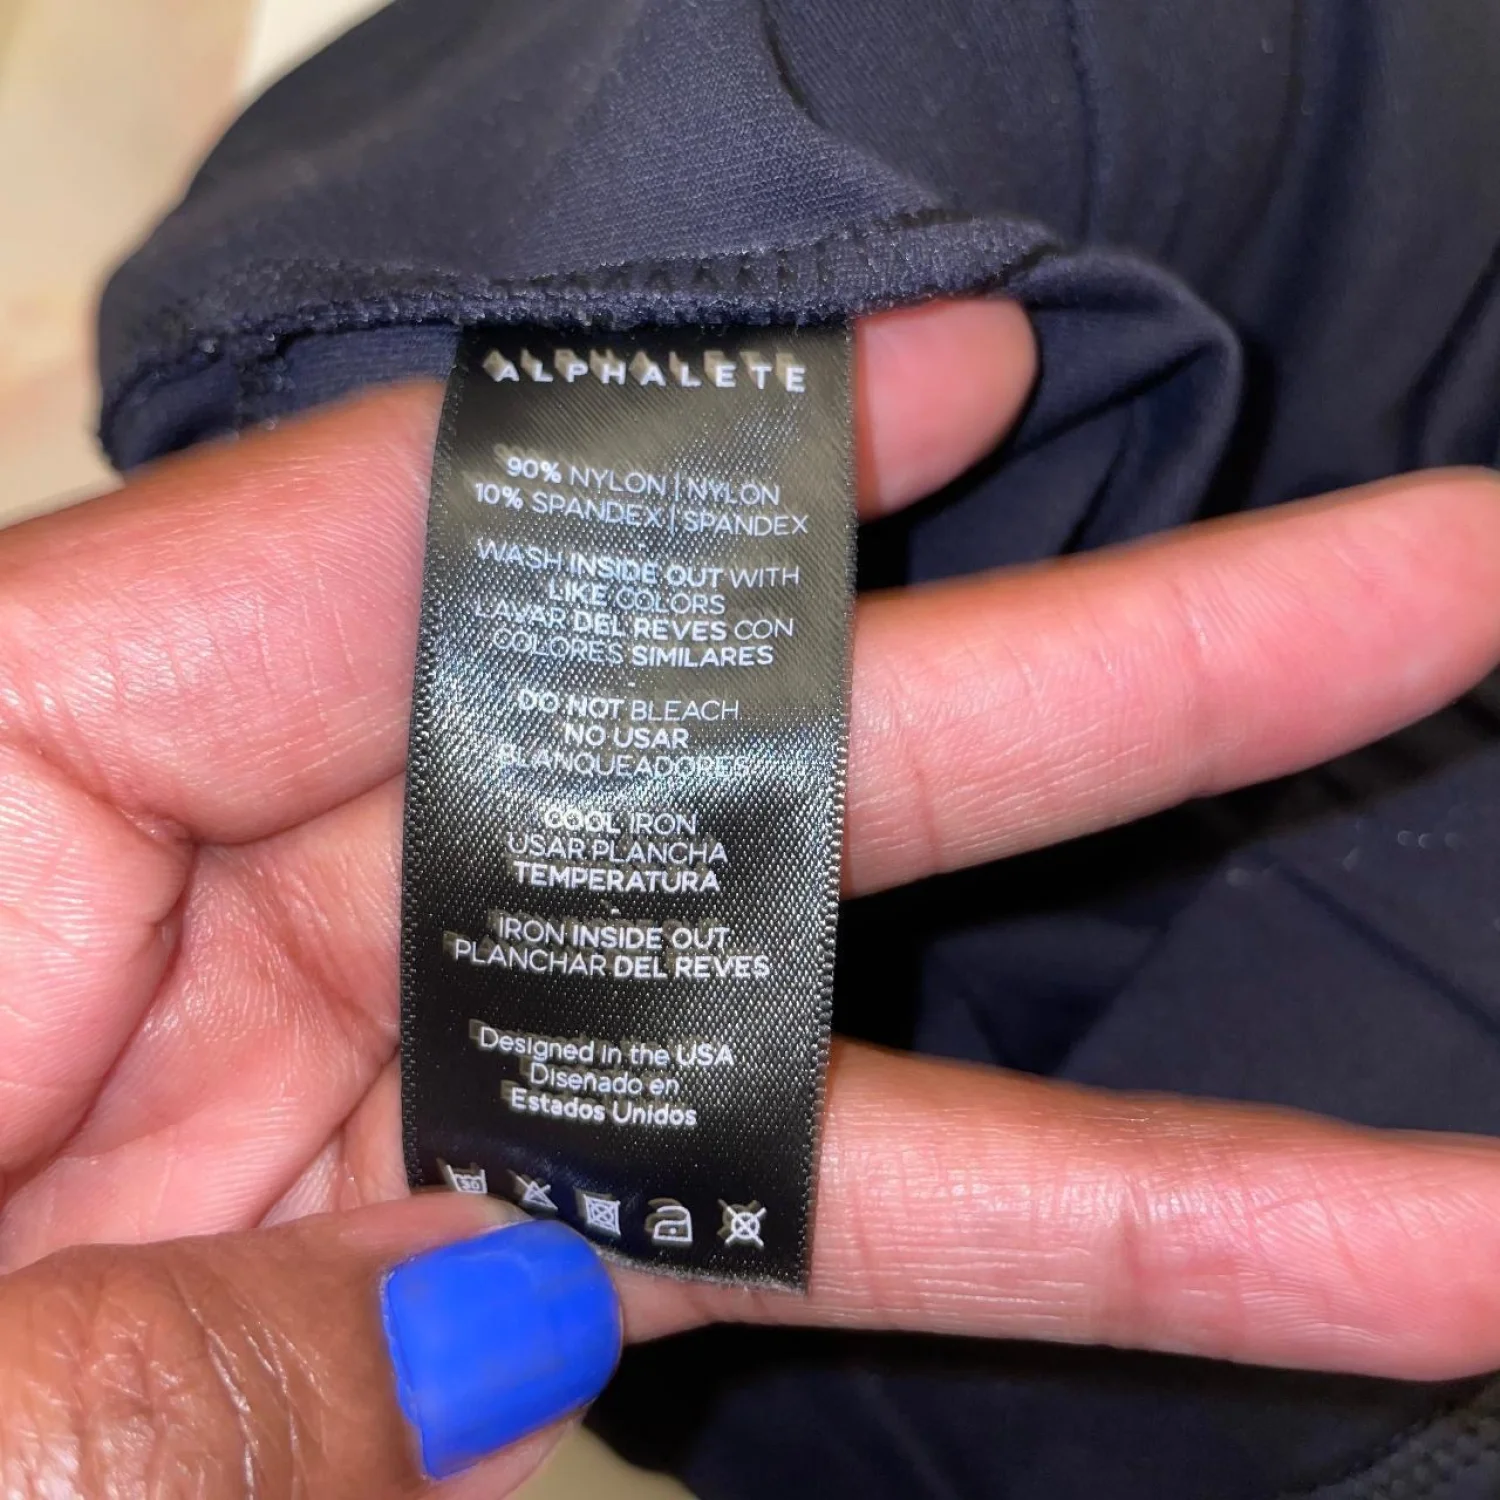 ALPHALETE
90% NYLON | NYLON
10% SPANDEX | SPANDEX
-
WASH INSIDE OUT WITH
LIKE COLORS
LAVAR DEL REVES CON
COLORES SIMILARES
-
DO NOT BLEACH
NO USAR
BLANQUEADORES
COOL IRON
USAR PLANCHA
TEMPERATURA
-
IRON INSIDE OUT
PLANCHAR DEL REVES
Designed in the USA
Diseñado en
Estados Unidos
30